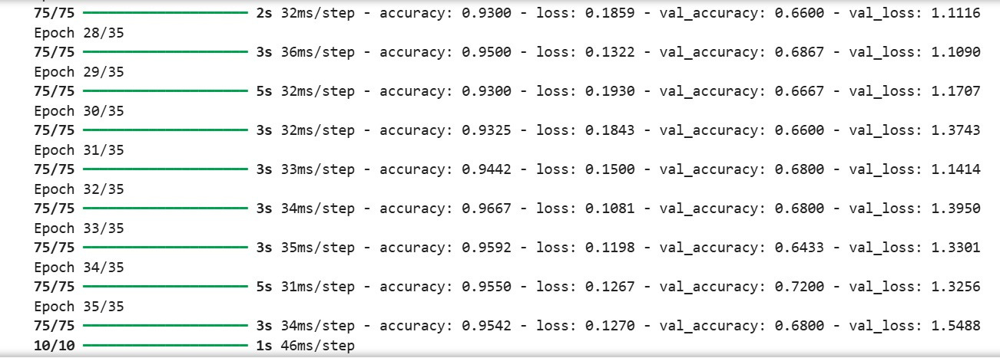 75/75 ━━━━━━━━━━━━━━━━━━━━ 2s 32ms/step - accuracy: 0.9300 - loss: 0.1859 - val_accuracy: 0.6600 - val_loss: 1.1116
Epoch 28/35
75/75 ━━━━━━━━━━━━━━━━━━━━ 3s 36ms/step - accuracy: 0.9500 - loss: 0.1322 - val_accuracy: 0.6867 - val_loss: 1.1090
Epoch 29/35
75/75 ━━━━━━━━━━━━━━━━━━━━ 5s 32ms/step - accuracy: 0.9300 - loss: 0.1930 - val_accuracy: 0.6667 - val_loss: 1.1707
Epoch 30/35
75/75 ━━━━━━━━━━━━━━━━━━━━ 3s 32ms/step - accuracy: 0.9325 - loss: 0.1843 - val_accuracy: 0.6600 - val_loss: 1.3743
Epoch 31/35
75/75 ━━━━━━━━━━━━━━━━━━━━ 3s 33ms/step - accuracy: 0.9442 - loss: 0.1500 - val_accuracy: 0.6800 - val_loss: 1.1414
Epoch 32/35
75/75 ━━━━━━━━━━━━━━━━━━━━ 3s 34ms/step - accuracy: 0.9667 - loss: 0.1081 - val_accuracy: 0.6800 - val_loss: 1.3950
Epoch 33/35
75/75 ━━━━━━━━━━━━━━━━━━━━ 3s 35ms/step - accuracy: 0.9592 - loss: 0.1198 - val_accuracy: 0.6433 - val_loss: 1.3301
Epoch 34/35
75/75 ━━━━━━━━━━━━━━━━━━━━ 5s 31ms/step - accuracy: 0.9550 - loss: 0.1267 - val_accuracy: 0.7200 - val_loss: 1.3256
Epoch 35/35
75/75 ━━━━━━━━━━━━━━━━━━━━ 3s 34ms/step - accuracy: 0.9542 - loss: 0.1270 - val_accuracy: 0.6800 - val_loss: 1.5488
10/10 ━━━━━━━━━━━━━━━━━━━━ 1s 46ms/step